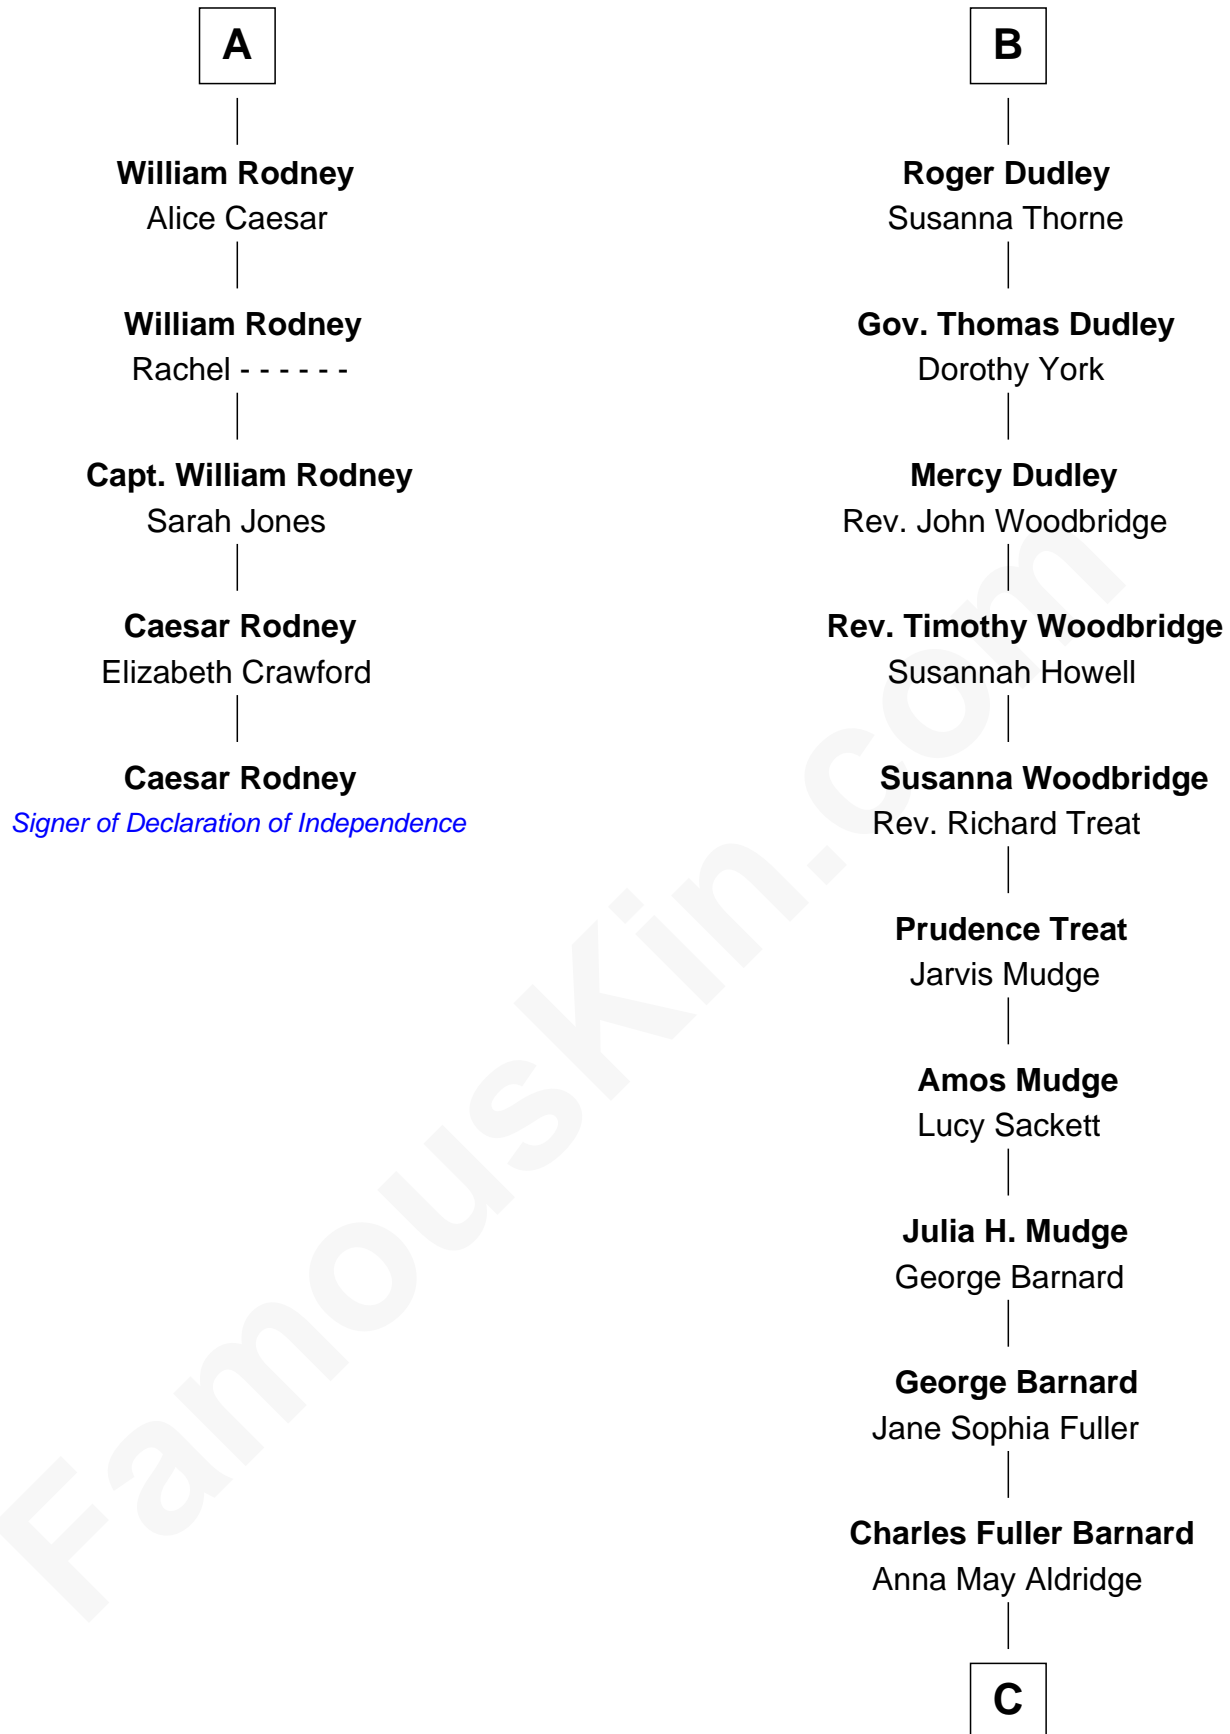 A
William Rodney
Alice Caesar
William Rodney
Rachel - - - - - -
Capt. William Rodney
Sarah Jones
Caesar Rodney
Elizabeth Crawford
Caesar Rodney
Signer of Declaration of Independence
B
Roger Dudley
Susanna Thorne
Gov. Thomas Dudley
Dorothy York
Mercy Dudley
Rev. John Woodbridge
Rev. Timothy Woodbridge
Susannah Howell
Susanna Woodbridge
Rev. Richard Treat
Prudence Treat
Jarvis Mudge
Amos Mudge
Lucy Sackett
Julia H. Mudge
George Barnard
George Barnard
Jane Sophia Fuller
Charles Fuller Barnard
Anna May Aldridge
C
FamousKin.com